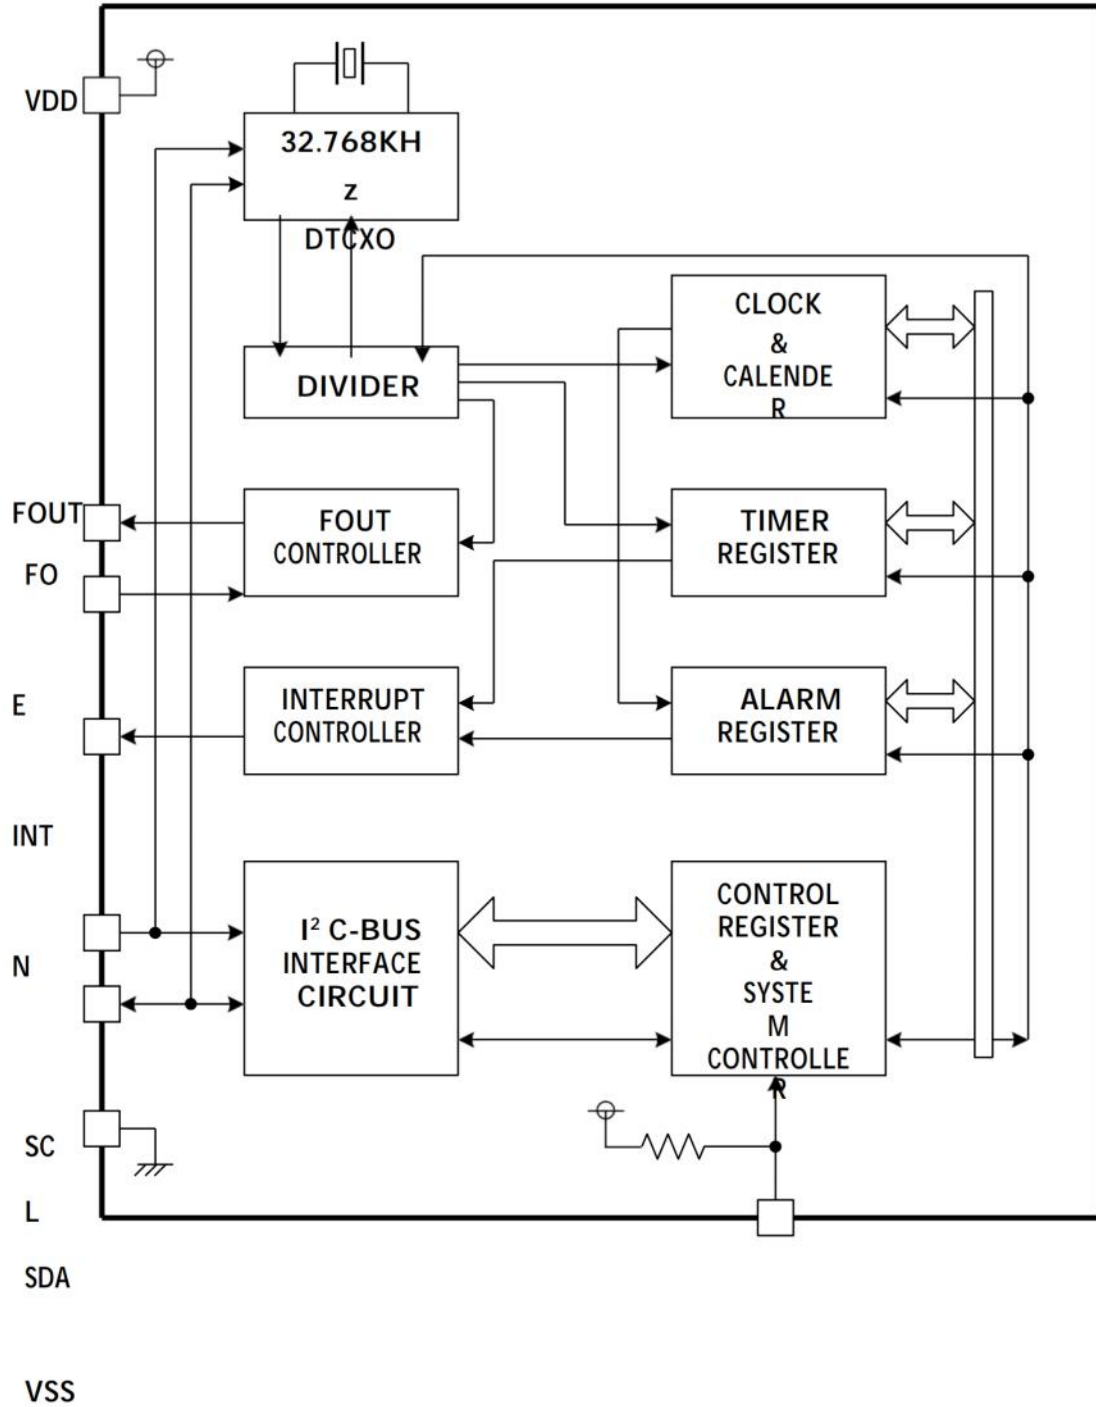 VDD
32.768KH
z
DTCXO
CLOCK
&
CALENDE
R
DIVIDER
FOUT
FO
E
INT
N
SC
L
SDA
VSS
FOUT
CONTROLLER
TIMER
REGISTER
INTERRUPT
CONTROLLER
ALARM
REGISTER
I² C-BUS
INTERFACE
CIRCUIT
CONTROL
REGISTER
&
SYSTE
M
CONTROLLE
R